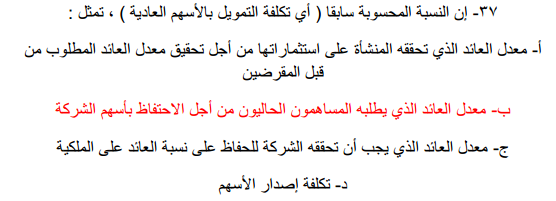 ٣٧- إن النسبة المحسوبة سابقا ( أي تكلفة التمويل بالأسهم العادية ) ، تمثل :
أ- معدل العائد الذي تحققه المنشأة على استثماراتها من أجل تحقيق معدل العائد المطلوب من
قبل المقرضين
ب- معدل العائد الذي يطلبه المساهمون الحاليون من أجل الاحتفاظ بأسهم الشركة
ج- معدل العائد الذي يجب أن تحققه الشركة للحفاظ على نسبة العائد على الملكية
د- تكلفة إصدار الأسهم